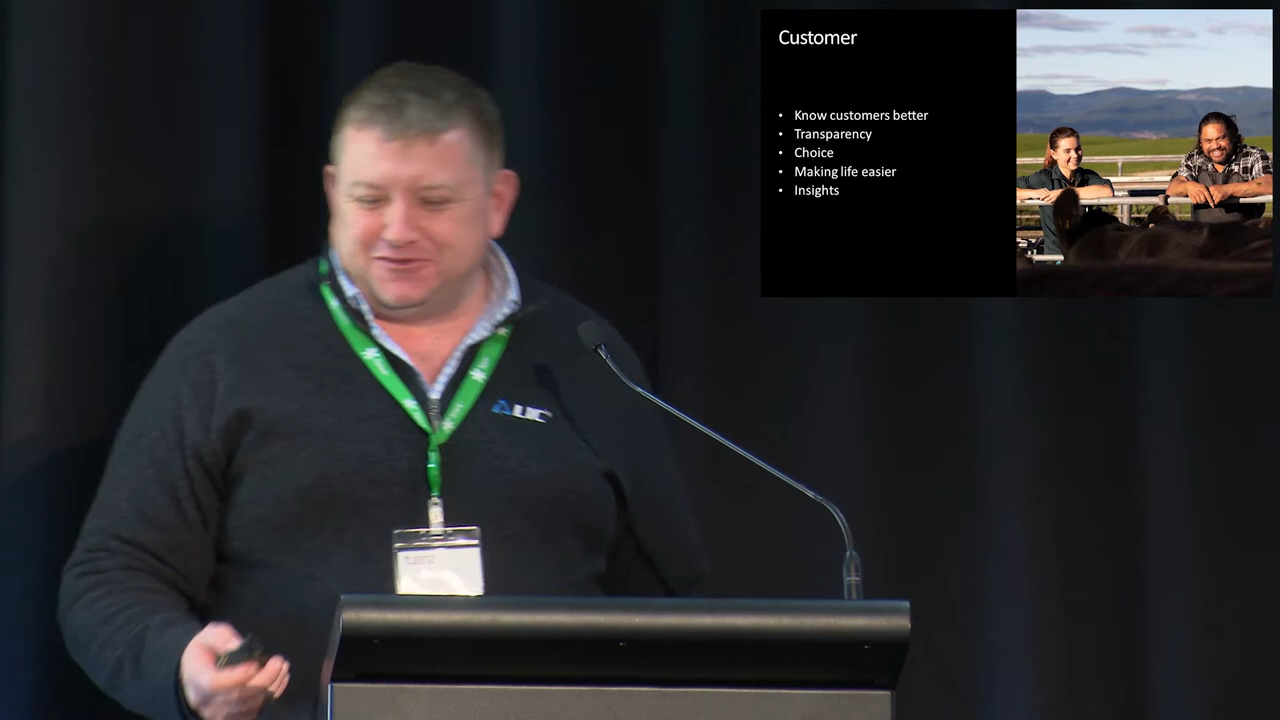 Customer
• Know customers better
• Transparency
• Choice
• Making life easier
• Insights